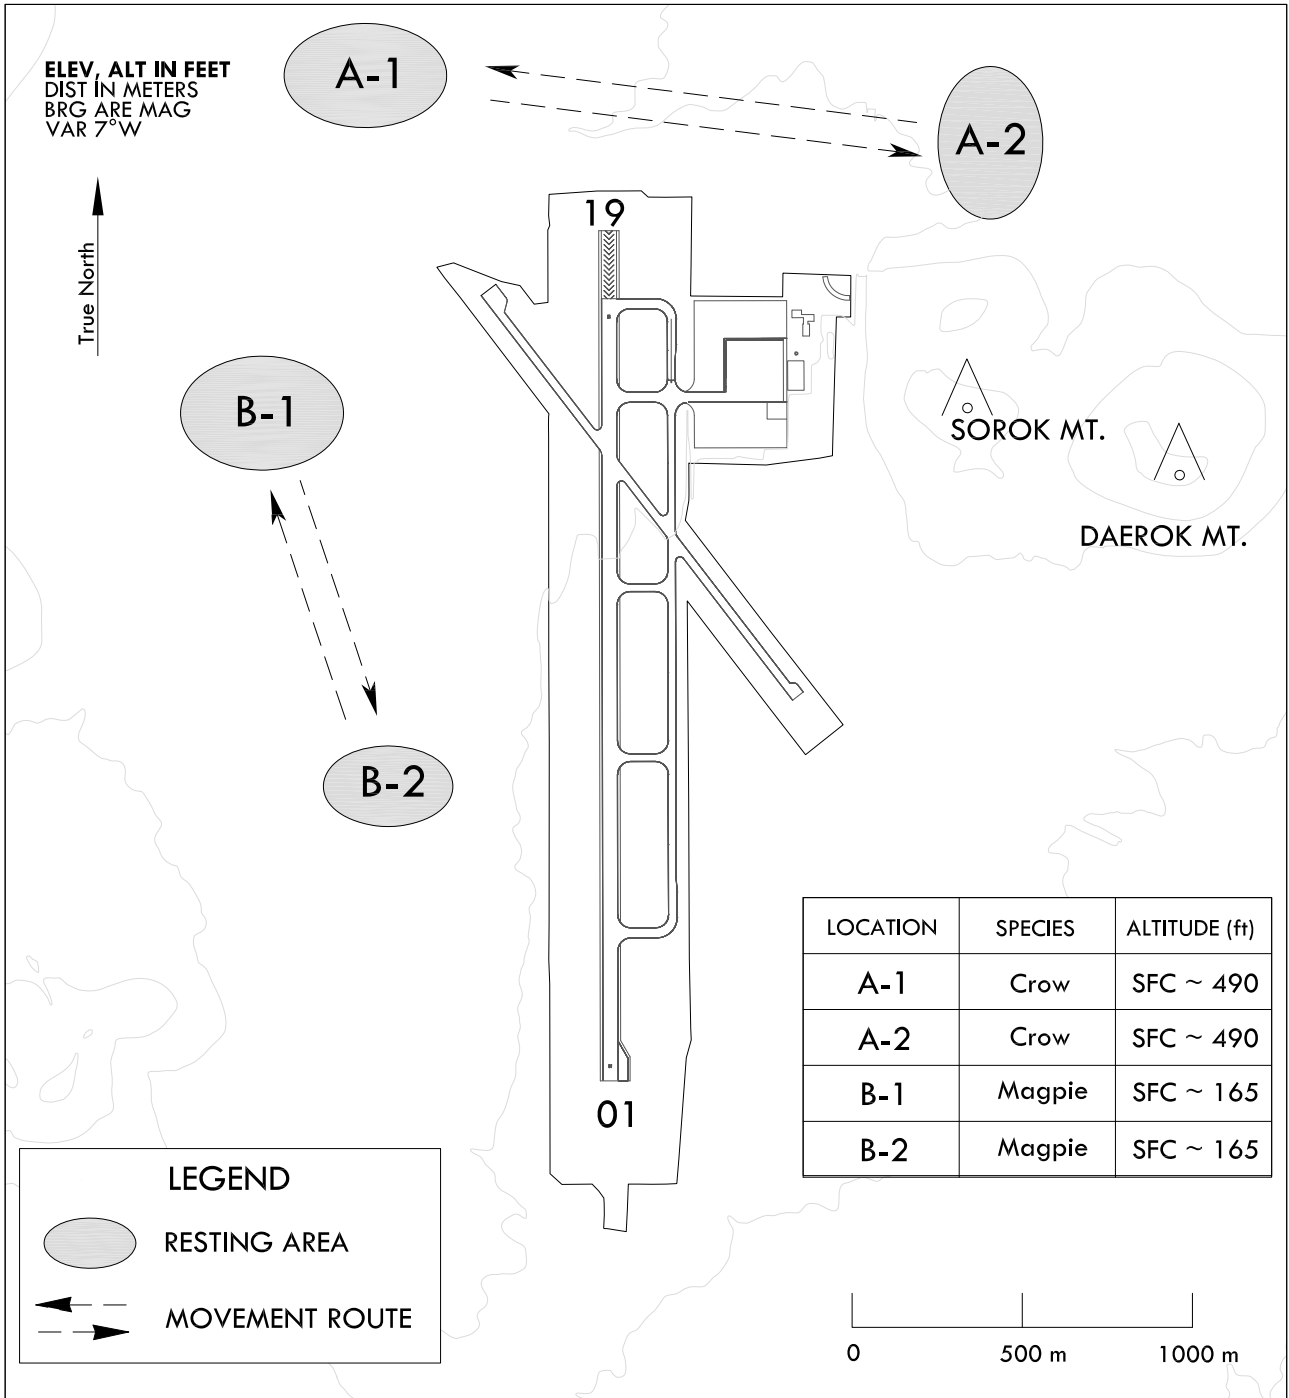 ELEV, ALT IN FEET
DIST IN METERS
BRG ARE MAG
VAR 7°W
True North
A-1
A-2
19
B-1
SOROK MT.
DAEROK MT.
B-2
01
LOCATION SPECIES ALTITUDE (ft)
A-1 Crow SFC ~ 490
A-2 Crow SFC ~ 490
B-1 Magpie SFC ~ 165
B-2 Magpie SFC ~ 165
LEGEND
RESTING AREA
MOVEMENT ROUTE
0 500 m 1000 m